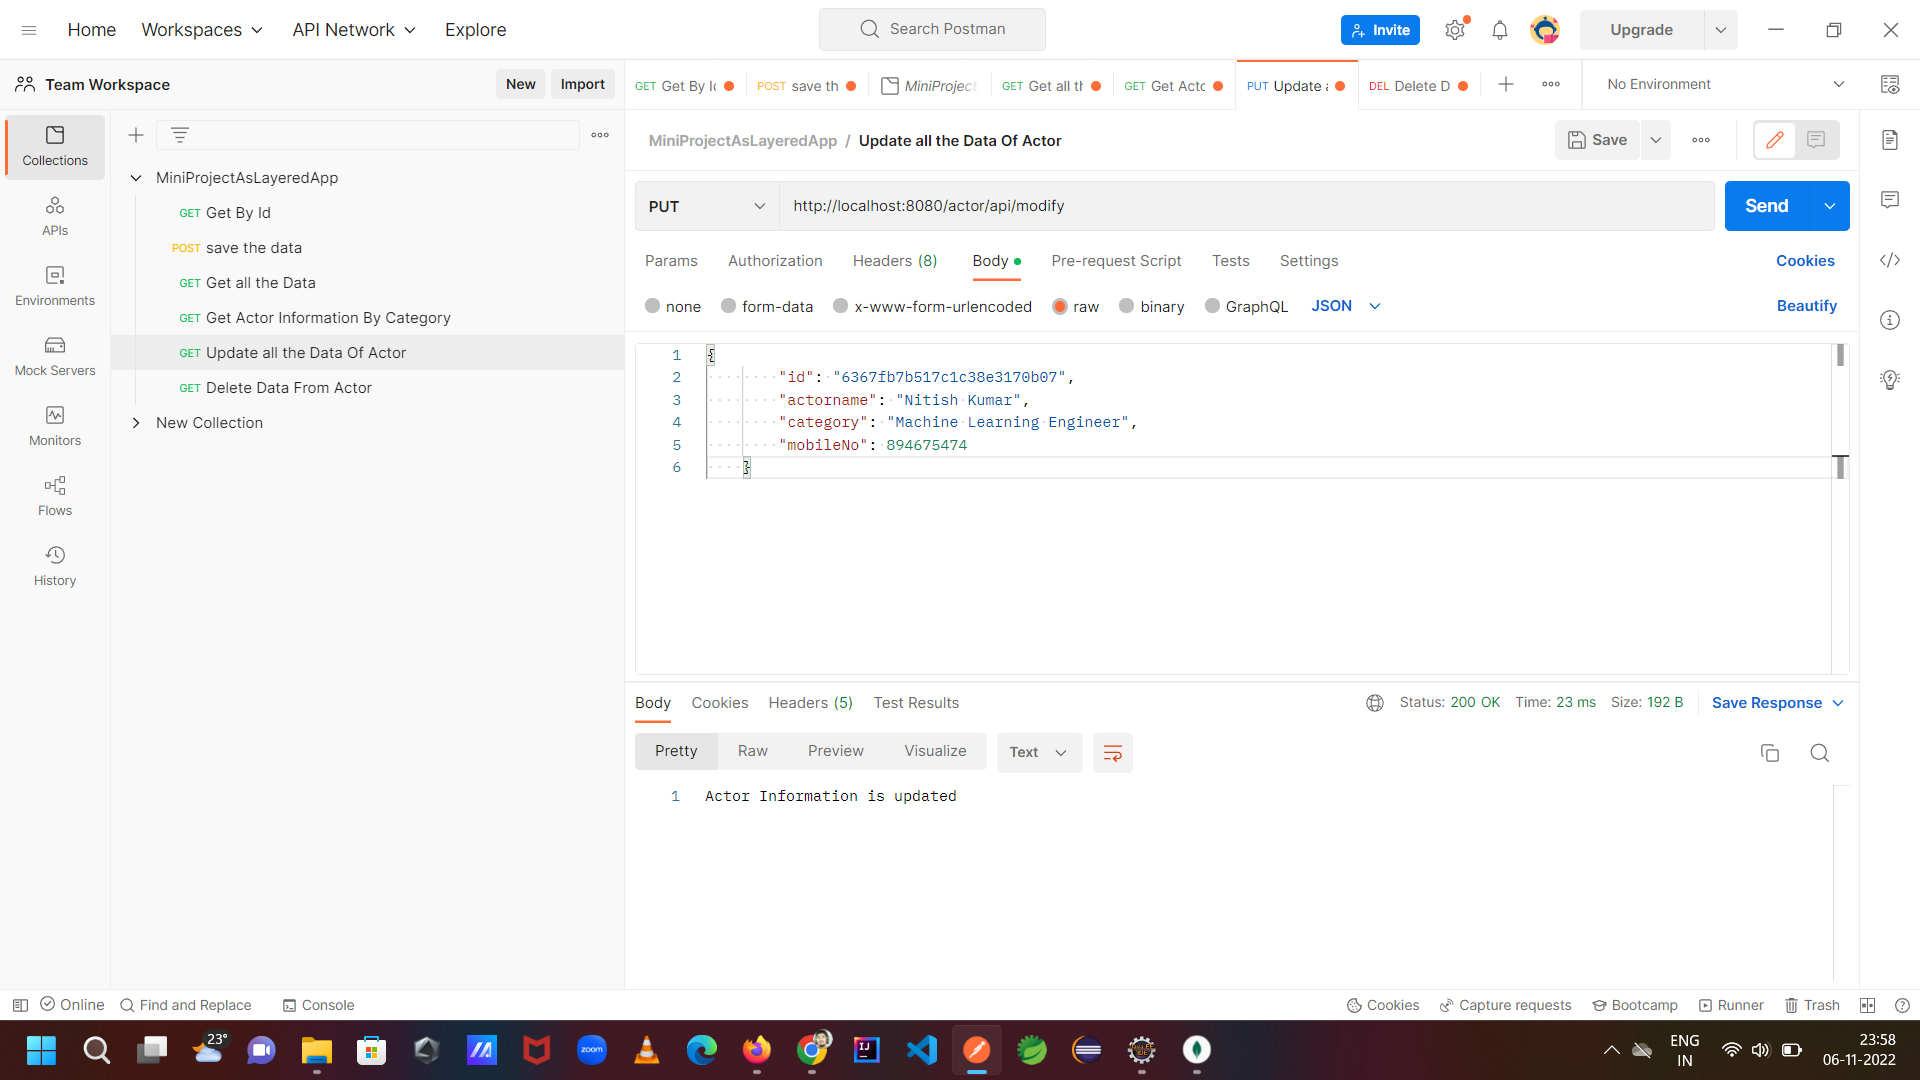 Home
Workspaces
API Network
Explore
Search Postman
Invite
Upgrade
Team Workspace
New
Import
GET Get By Ic
POST save th
MiniProject
GET Get all th
GET Get Acto
PUT Update a
DEL Delete D
No Environment
Collections
APIs
Environments
Mock Servers
Monitors
Flows
History
MiniProjectAsLayeredApp
GET Get By Id
POST save the data
GET Get all the Data
GET Get Actor Information By Category
GET Update all the Data Of Actor
GET Delete Data From Actor
New Collection
MiniProjectAsLayeredApp / Update all the Data Of Actor
Save
PUT
http://localhost:8080/actor/api/modify
Send
Params
Authorization
Headers (8)
Body
Pre-request Script
Tests
Settings
Cookies
none
form-data
x-www-form-urlencoded
raw
binary
GraphQL
JSON
Beautify
1 {
2 "id": "6367fb7b517c1c38e3170b07",
3 "actorname": "Nitish Kumar",
4 "category": "Machine Learning Engineer",
5 "mobileNo": 894675474
6 }
Body
Cookies
Headers (5)
Test Results
Status: 200 OK
Time: 23 ms
Size: 192 B
Save Response
Pretty
Raw
Preview
Visualize
Text
1 Actor Information is updated
Online
Find and Replace
Console
Cookies
Capture requests
Bootcamp
Runner
Trash
23°
zoom
IJ
ENG
IN
23:58
06-11-2022